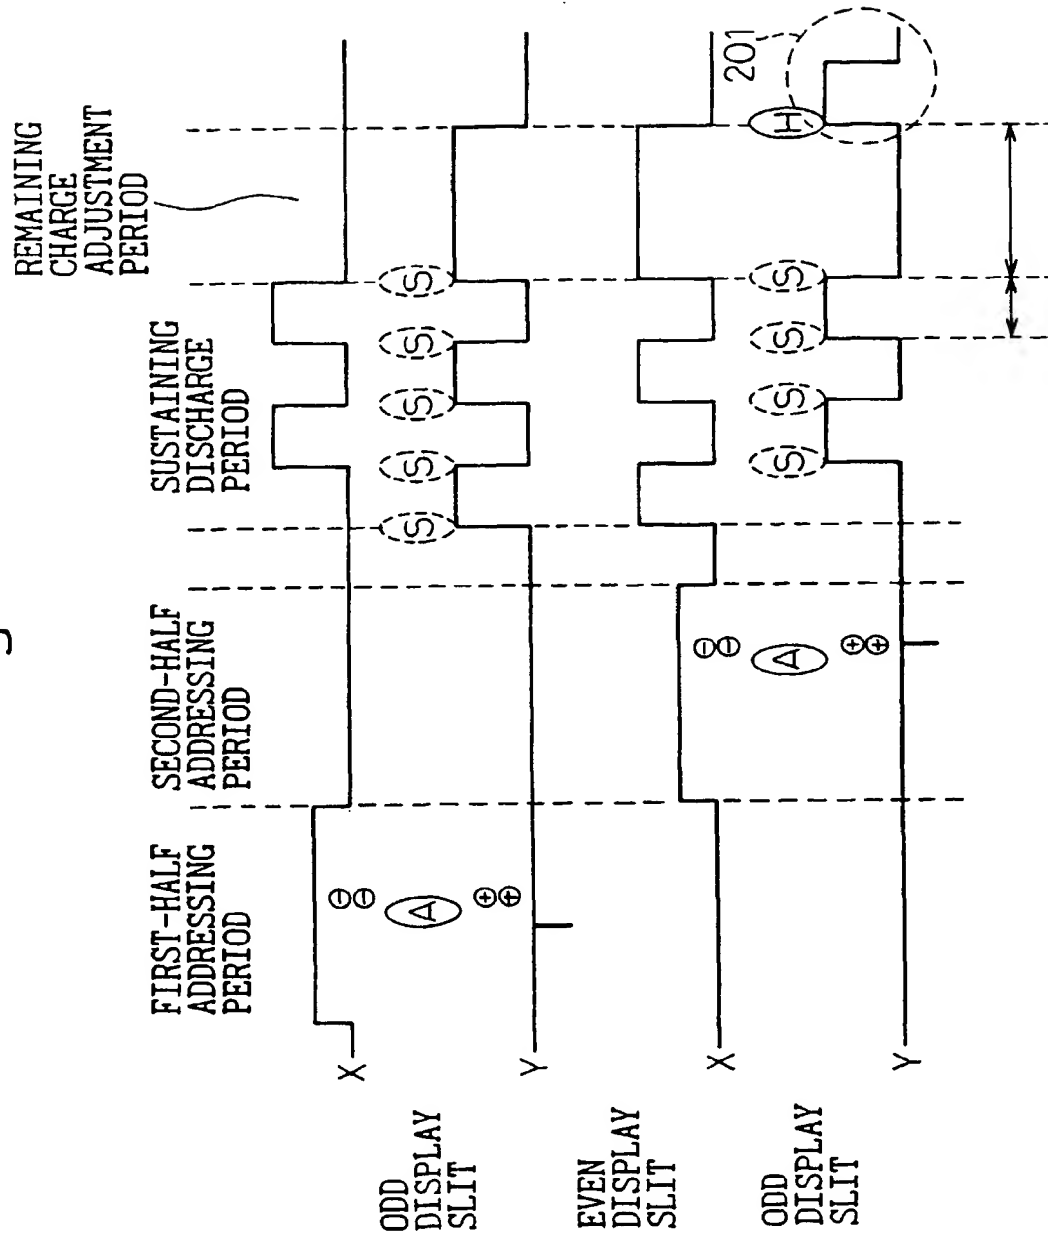 REMAINING
CHARGE
ADJUSTMENT
PERIOD
SUSTAINING
DISCHARGE
PERIOD
SECOND-HALF
ADDRESSING
PERIOD
FIRST-HALF
ADDRESSING
PERIOD
ODD
DISPLAY
SLIT
X
A
S
S
S
S
S
Y
EVEN
DISPLAY
SLIT
X
ODD
DISPLAY
SLIT
A
S
S
S
S
H
201
Y